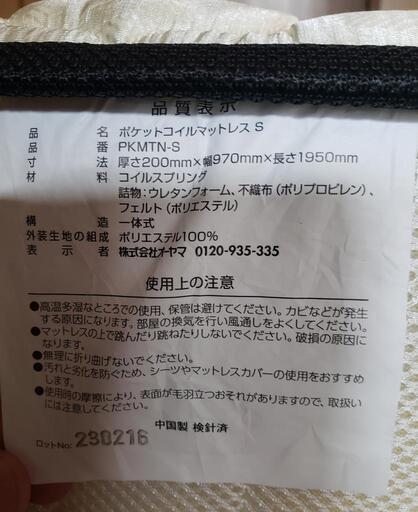 品質表示
品名 ポケットコイルマットレス S
品番 PKMTN-S
寸法 厚さ200mm×幅970mm×長さ1950mm
材料 コイルスプリング
詰物:ウレタンフォーム、不織布(ポリプロピレン)、
フェルト(ポリエステル)
構造 一体式
外装生地の組成 ポリエステル100%
表示者 株式会社オーヤマ 0120-935-335
使用上の注意
●高温多湿なところでの使用、保管は避けてください。カビなどが発生
する原因になります。部屋の換気を行い風通しをよくしてください。
●マットレスの上で跳んだり跳ねたりしないでください。破損の原因に
なります。
●無理に折り曲げないでください。
●汚れと劣化を防ぐため、シーツやマットレスカバーの使用をおすすめ
します。
●使用時の摩擦により、表面が毛羽立つおそれがありますので、取扱い
には注意してください。
中国製 検針済
ロットNo: 230216